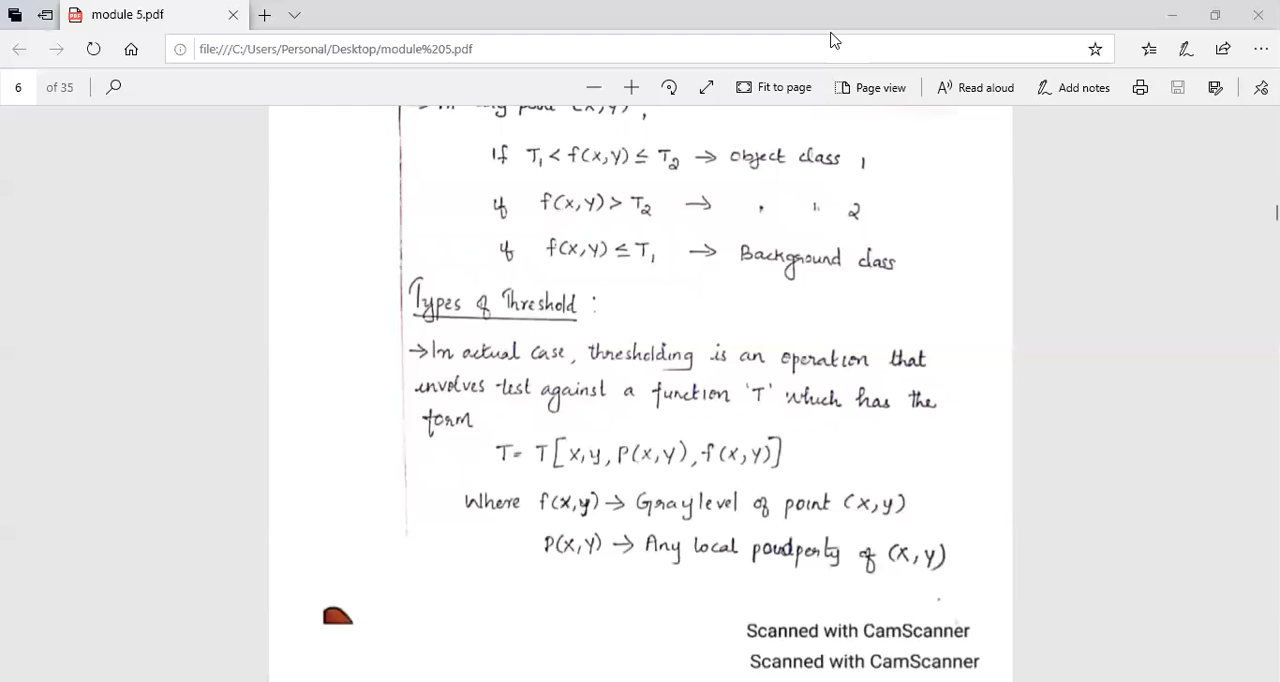 module 5.pdf
file:///C:/Users/Personal/Desktop/module%205.pdf
6 of 35 Fit to page Page view Read aloud Add notes
→ In any point (x,y),
If T₁ < f(x,y) ≤ T₂ → object class 1
if f(x,y) > T₂ → " " 2
if f(x,y) ≤ T₁ → Background class
Types of Threshold :
→ In actual case, thresholding is an operation that
involves test against a function 'T' which has the
form
T = T[x,y, P(x,y), f(x,y)]
Where f(x,y) → Gray level of point (x,y)
P(x,y) → Any local of (x,y)
Scanned with CamScanner
Scanned with CamScanner